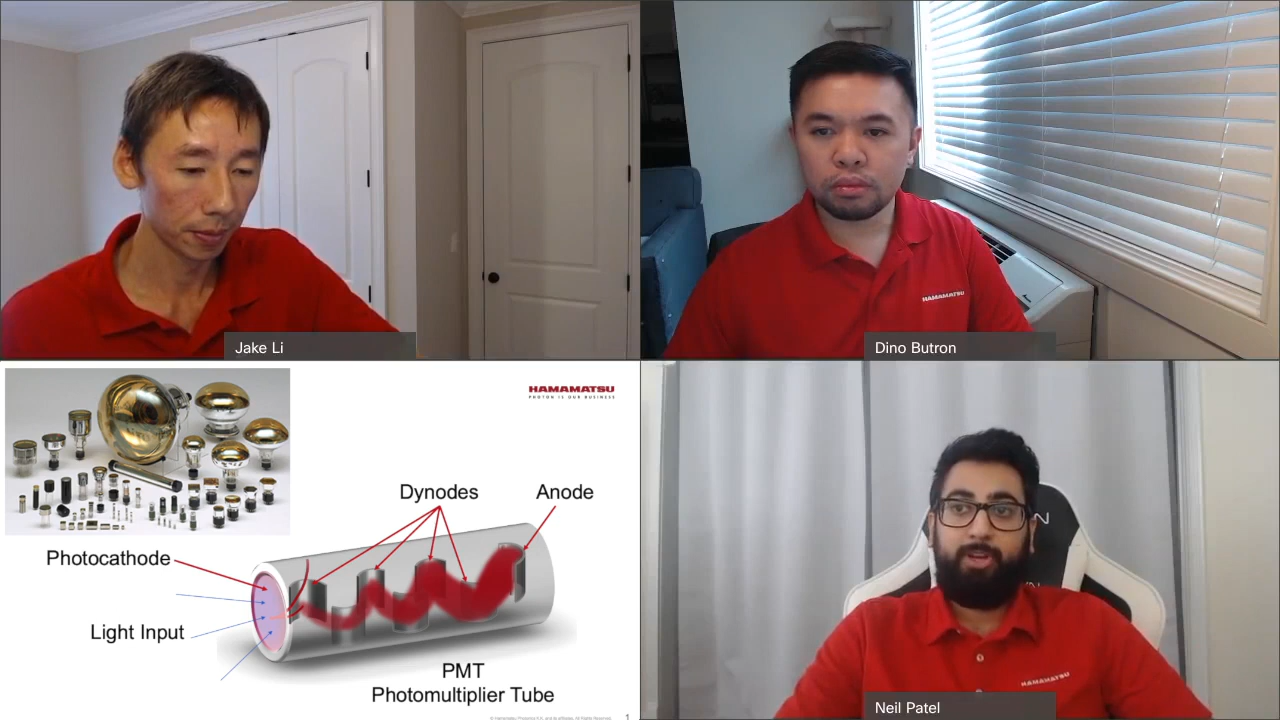 Jake Li
Dino Butron
HAMAMATSU
HAMAMATSU
PHOTON IS OUR BUSINESS
Dynodes
Anode
Photocathode
Light Input
PMT
Photomultiplier Tube
1
Neil Patel
HAMAMATSU